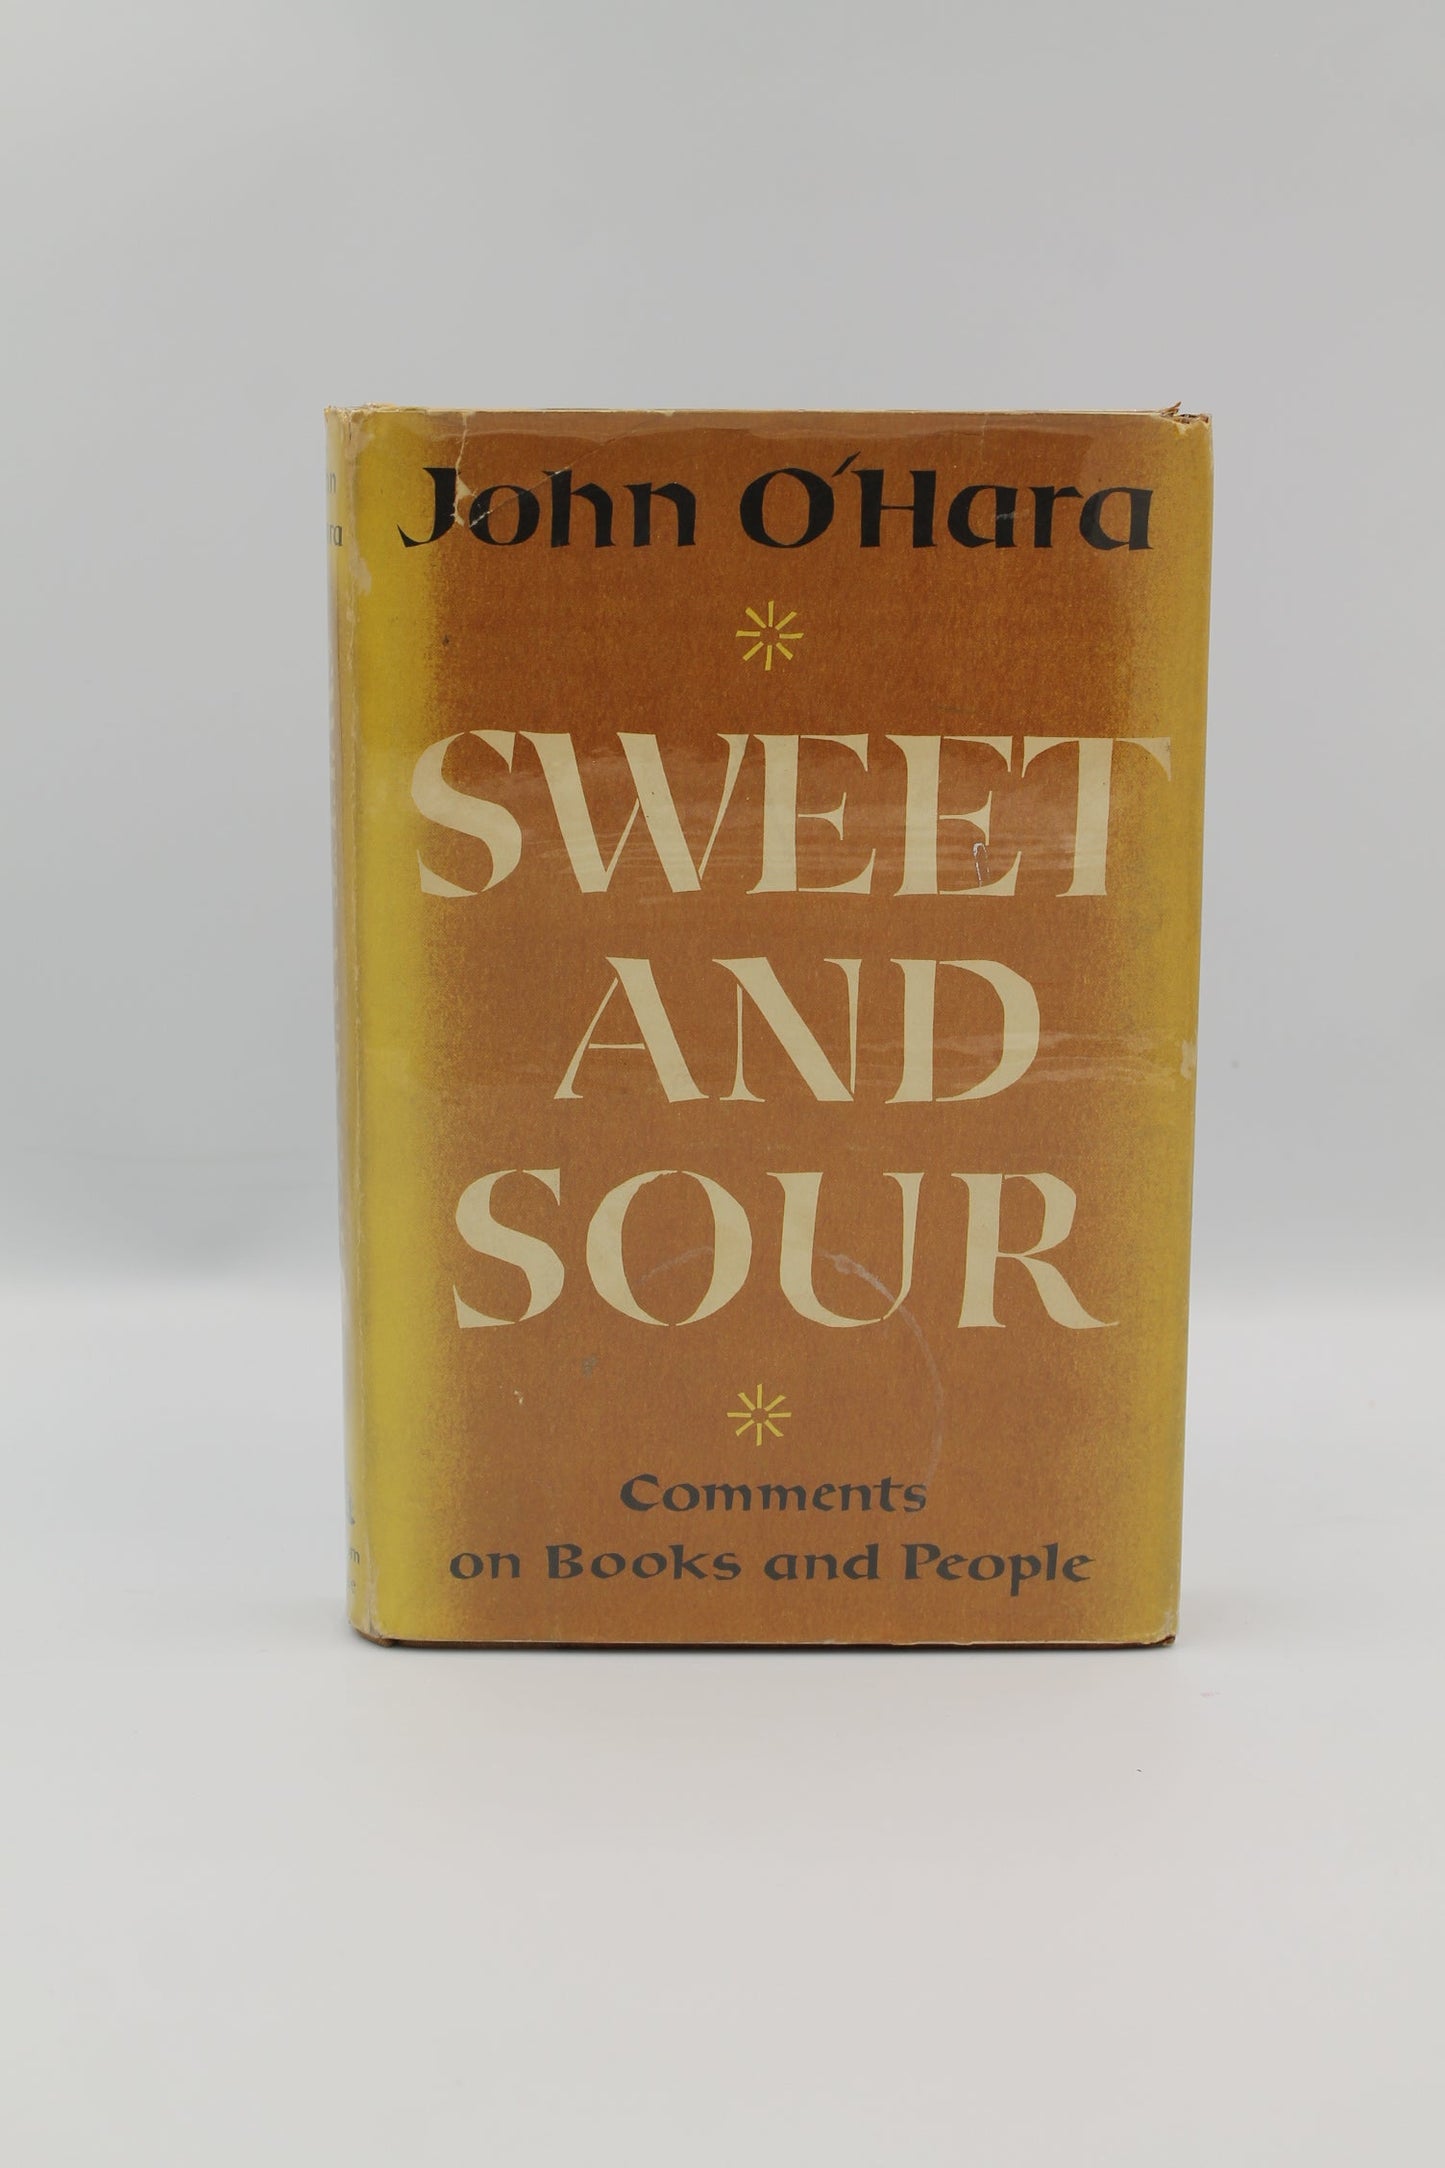 John O'Hara
SWEET
AND
SOUR
Comments
on Books and People